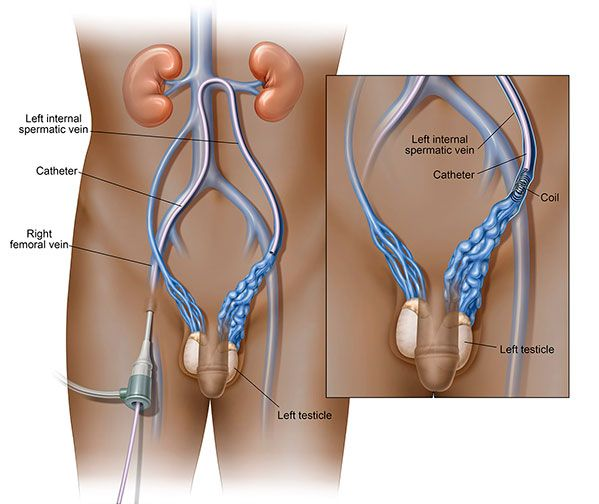 Left internal
spermatic vein
Catheter
Right
femoral vein
Left testicle
Left internal
spermatic vein
Catheter
Coil
Left testicle